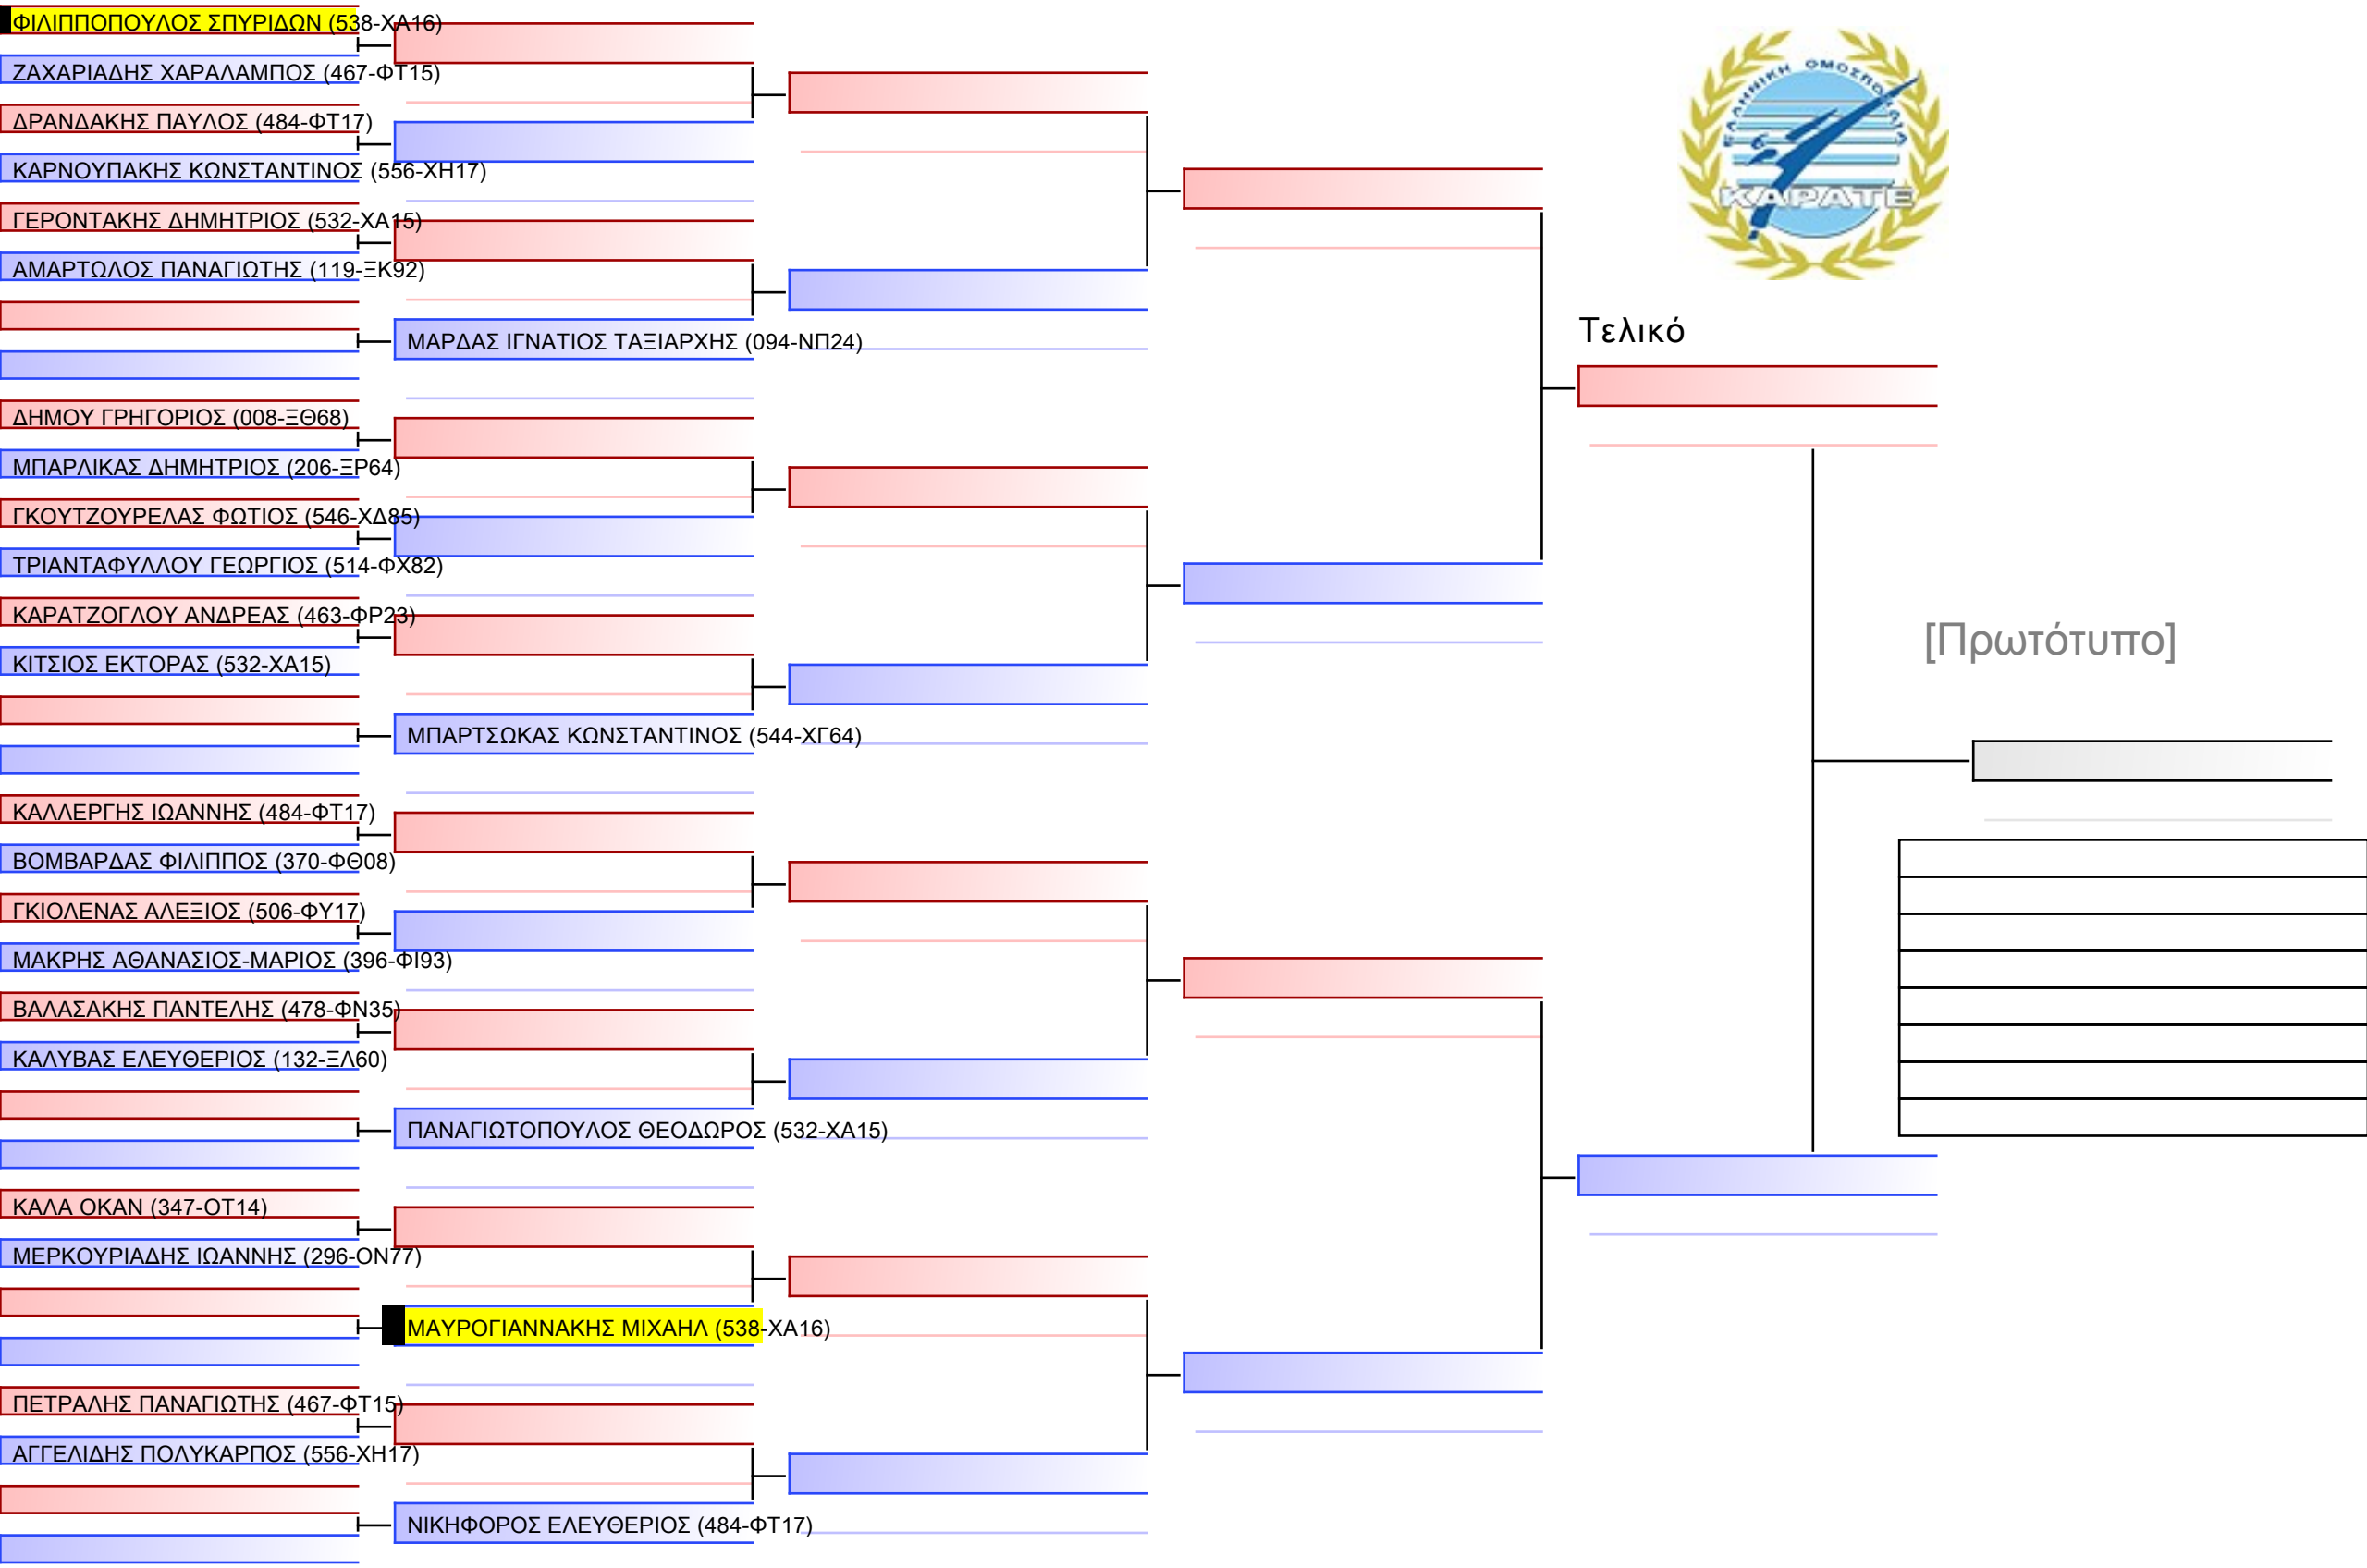 ΦΙΛΙΠΠΟΠΟΥΛΟΣ ΣΠΥΡΙΔΩΝ (538-ΧΑ16)
ΖΑΧΑΡΙΑΔΗΣ ΧΑΡΑΛΑΜΠΟΣ (467-ΦΤ15)
ΔΡΑΝΔΑΚΗΣ ΠΑΥΛΟΣ (484-ΦΤ17)
ΚΑΡΝΟΥΠΑΚΗΣ ΚΩΝΣΤΑΝΤΙΝΟΣ (556-ΧΗ17)
ΓΕΡΟΝΤΑΚΗΣ ΔΗΜΗΤΡΙΟΣ (532-ΧΑ15)
ΑΜΑΡΤΩΛΟΣ ΠΑΝΑΓΙΩΤΗΣ (119-ΞΚ92)
ΜΑΡΔΑΣ ΙΓΝΑΤΙΟΣ ΤΑΞΙΑΡΧΗΣ (094-ΝΠ24)
ΔΗΜΟΥ ΓΡΗΓΟΡΙΟΣ (008-ΞΘ68)
ΜΠΑΡΛΙΚΑΣ ΔΗΜΗΤΡΙΟΣ (206-ΞΡ64)
ΓΚΟΥΤΖΟΥΡΕΛΑΣ ΦΩΤΙΟΣ (546-ΧΔ85)
ΤΡΙΑΝΤΑΦΥΛΛΟΥ ΓΕΩΡΓΙΟΣ (514-ΦΧ82)
ΚΑΡΑΤΖΟΓΛΟΥ ΑΝΔΡΕΑΣ (463-ΦΡ23)
ΚΙΤΣΙΟΣ ΕΚΤΟΡΑΣ (532-ΧΑ15)
ΜΠΑΡΤΣΩΚΑΣ ΚΩΝΣΤΑΝΤΙΝΟΣ (544-ΧΓ64)
ΚΑΛΛΕΡΓΗΣ ΙΩΑΝΝΗΣ (484-ΦΤ17)
ΒΟΜΒΑΡΔΑΣ ΦΙΛΙΠΠΟΣ (370-ΦΘ08)
ΓΚΙΟΛΕΝΑΣ ΑΛΕΞΙΟΣ (506-ΦΥ17)
ΜΑΚΡΗΣ ΑΘΑΝΑΣΙΟΣ-ΜΑΡΙΟΣ (396-ΦΙ93)
ΒΑΛΑΣΑΚΗΣ ΠΑΝΤΕΛΗΣ (478-ΦΝ35)
ΚΑΛΥΒΑΣ ΕΛΕΥΘΕΡΙΟΣ (132-ΞΛ60)
ΠΑΝΑΓΙΩΤΟΠΟΥΛΟΣ ΘΕΟΔΩΡΟΣ (532-ΧΑ15)
ΚΑΛΑ ΟΚΑΝ (347-ΟΤ14)
ΜΕΡΚΟΥΡΙΑΔΗΣ ΙΩΑΝΝΗΣ (296-ΟΝ77)
ΜΑΥΡΟΓΙΑΝΝΑΚΗΣ ΜΙΧΑΗΛ (538-ΧΑ16)
ΠΕΤΡΑΛΗΣ ΠΑΝΑΓΙΩΤΗΣ (467-ΦΤ15)
ΑΓΓΕΛΙΔΗΣ ΠΟΛΥΚΑΡΠΟΣ (556-ΧΗ17)
ΝΙΚΗΦΟΡΟΣ ΕΛΕΥΘΕΡΙΟΣ (484-ΦΤ17)
ΕΛΛΗΝΙΚΗ ΟΜΟΣΠΟΝΔΙΑ
ΚΑΡΑΤΕ
Τελικό
[Πρωτότυπο]